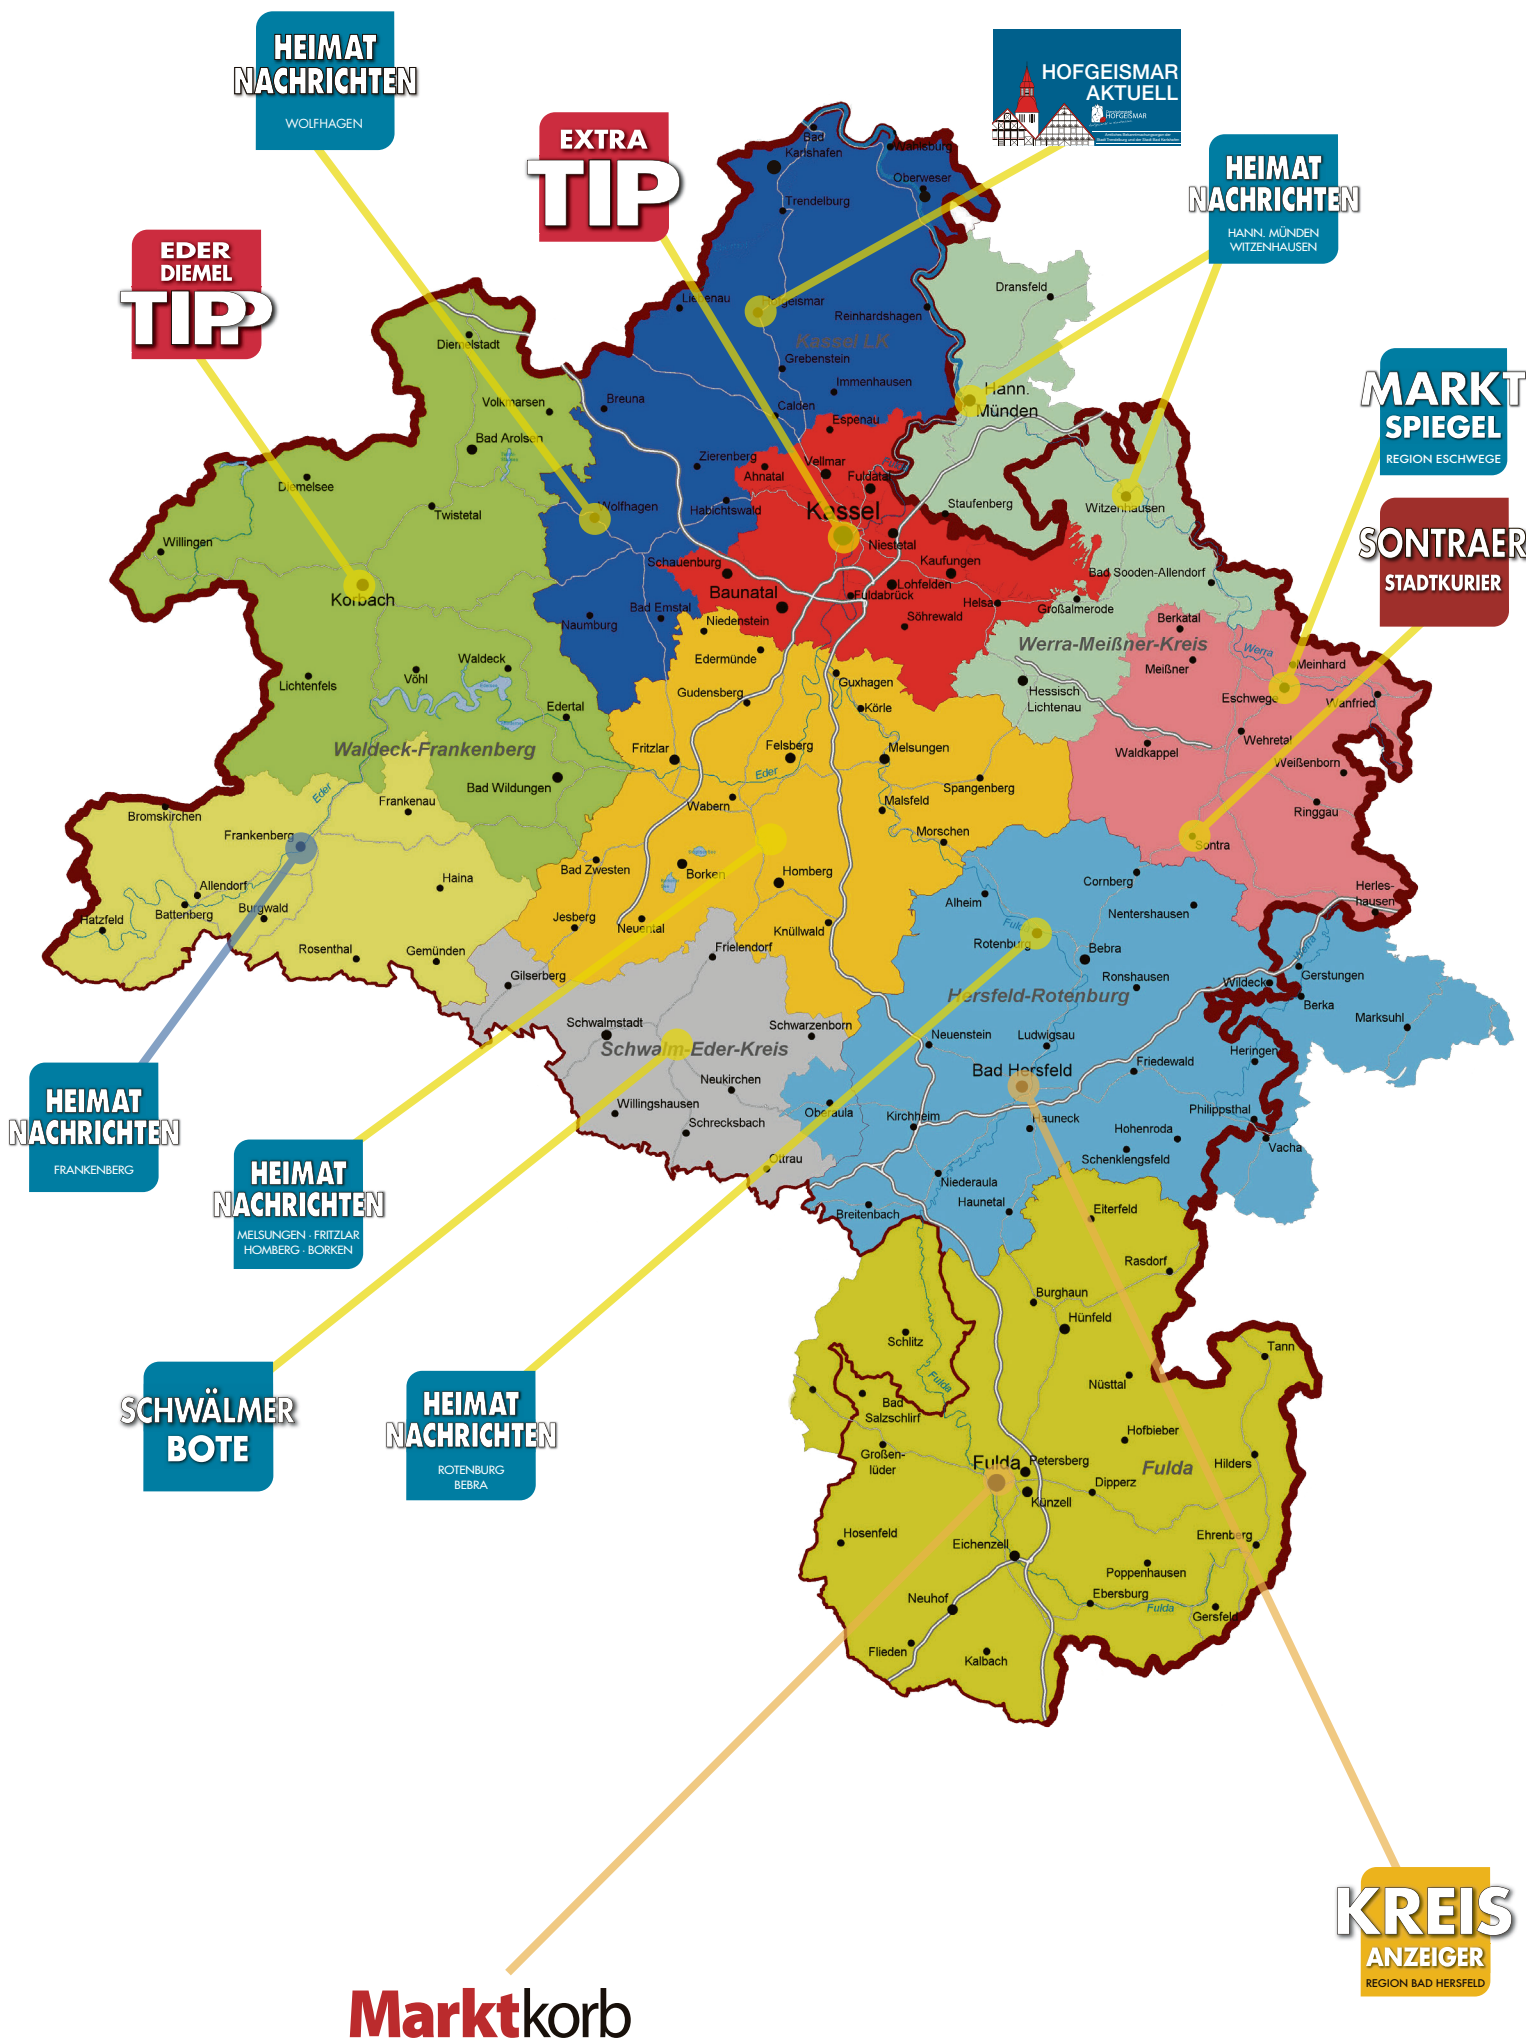 HEIMAT
NACHRICHTEN
WOLFHAGEN
HOFGEISMAR
AKTUELL
HOFGEISMAR
EXTRA
TIP
HEIMAT
NACHRICHTEN
HANN. MÜNDEN
WITZENHAUSEN
EDER
DIEMEL
TIPP
MARKT
SPIEGEL
REGION ESCHWEGE
SONTRAER
STADTKURIER
Bad
Karlshafen
Wahlsburg
Oberweser
Trendelburg
Liebenau
Hofgeismar
Reinhardshagen
Kassel LK
Grebenstein
Immenhausen
Calden
Espenau
Breuna
Zierenberg
Ahnatal
Vellmar
Fuldatal
Wolfhagen
Habichtswald
Kassel
Niestetal
Kaufungen
Schauenburg
Baunatal
Lohfelden
Fuldabrück
Helsa
Söhrewald
Bad Emstal
Naumburg
Dransfeld
Hann.
Münden
Staufenberg
Witzenhausen
Bad Sooden-Allendorf
Großalmerode
Werra-Meißner-Kreis
Hessisch
Lichtenau
Berkatal
Meißner
Werra
Meinhard
Eschwege
Wanfried
Wehretal
Waldkappel
Weißenborn
Ringgau
Sontra
Herles-
hausen
Diemelstadt
Volkmarsen
Bad Arolsen
Diemelsee
Twistetal
Willingen
Korbach
Waldeck
Vöhl
Lichtenfels
Edertal
Waldeck-Frankenberg
Bad Wildungen
Eder
Frankenau
Bromskirchen
Frankenberg
Haina
Allendorf
Battenberg
Burgwald
Hatzfeld
Rosenthal
Gemünden
Niedenstein
Edermünde
Gudensberg
Guxhagen
Körle
Fritzlar
Felsberg
Melsungen
Eder
Spangenberg
Wabern
Malsfeld
Morschen
Bad Zwesten
Borken
Homberg
Jesberg
Neuental
Knüllwald
Frielendorf
Gilserberg
Schwalmstadt
Schwarzenborn
Schwalm-Eder-Kreis
Neukirchen
Willingshausen
Schrecksbach
Ottrau
Oberaula
Cornberg
Alheim
Nentershausen
Fulda
Rotenburg
Bebra
Ronshausen
Hersfeld-Rotenburg
Wildeck
Werra
Gerstungen
Berka
Marksuhl
Neuenstein
Ludwigsau
Heringen
Bad Hersfeld
Friedewald
Kirchheim
Hauneck
Philippsthal
Hohenroda
Schenklengsfeld
Vacha
Niederaula
Haunetal
Breitenbach
Eiterfeld
Rasdorf
Burghaun
Hünfeld
Schlitz
Fulda
Tann
Nüsttal
Bad
Salzschlirf
Hofbieber
Großen-
lüder
Fulda
Petersberg
Fulda
Hilders
Dipperz
Künzell
Hosenfeld
Eichenzell
Ehrenberg
Poppenhausen
Neuhof
Ebersburg
Fulda
Gersfeld
Flieden
Kalbach
HEIMAT
NACHRICHTEN
FRANKENBERG
HEIMAT
NACHRICHTEN
MELSUNGEN · FRITZLAR
HOMBERG · BORKEN
SCHWÄLMER
BOTE
HEIMAT
NACHRICHTEN
ROTENBURG
BEBRA
KREIS
ANZEIGER
REGION BAD HERSFELD
Marktkorb